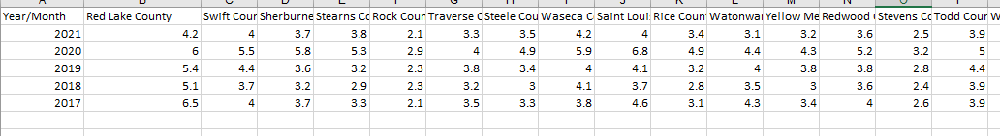 Year/Month Red Lake County Swift Cour Sherburne Stearns Co Rock Cour Traverse C Steele Cou Waseca C Saint Loui Rice Coun Watonwa Yellow Me Redwood Stevens Co Todd Cour W
2021 4.2 4 3.7 3.8 2.1 3.3 3.5 4.2 4 3.4 3.1 3.2 3.6 2.5 3.9
2020 6 5.5 5.8 5.3 2.9 4 4.9 5.9 6.8 4.9 4.4 4.3 5.2 3.2 5
2019 5.4 4.4 3.6 3.2 2.3 3.8 3.4 4 4.1 3.2 4 3.8 3.8 2.8 4.4
2018 5.1 3.7 3.2 2.9 2.3 3.2 3 4.1 3.7 2.8 3.5 3 3.6 2.4 3.9
2017 6.5 4 3.7 3.3 2.1 3.5 3.3 3.8 4.6 3.1 4.3 3.4 4 2.6 3.9